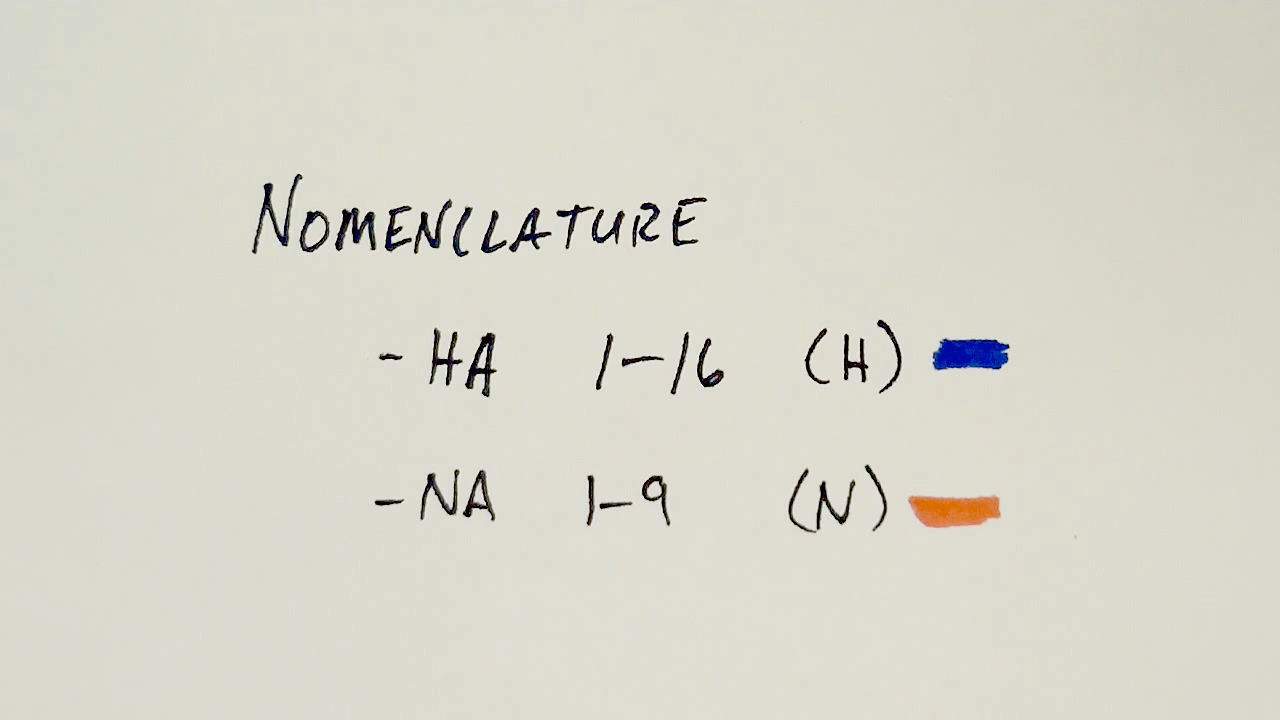 NOMENCLATURE
- HA 1-16 (H)
- NA 1-9 (N)